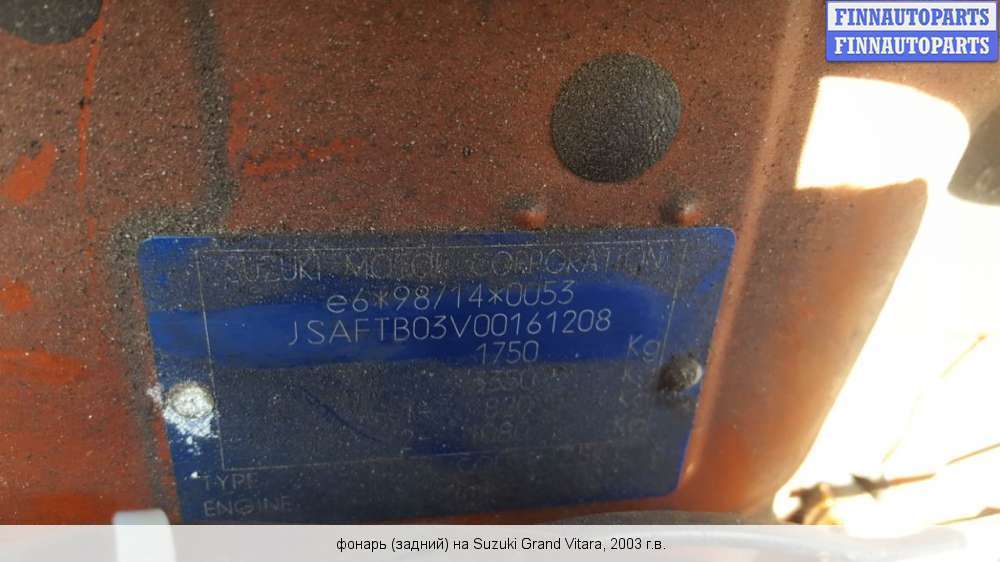 FINNAUTOPARTS
FINNAUTOPARTS
SUZUKI MOTOR CORPORATION
e6*98/14*0053
JSAFTB03V00161208
1750 Kg
TYPE
ENGINE
фонарь (задний) на Suzuki Grand Vitara, 2003 г.в.